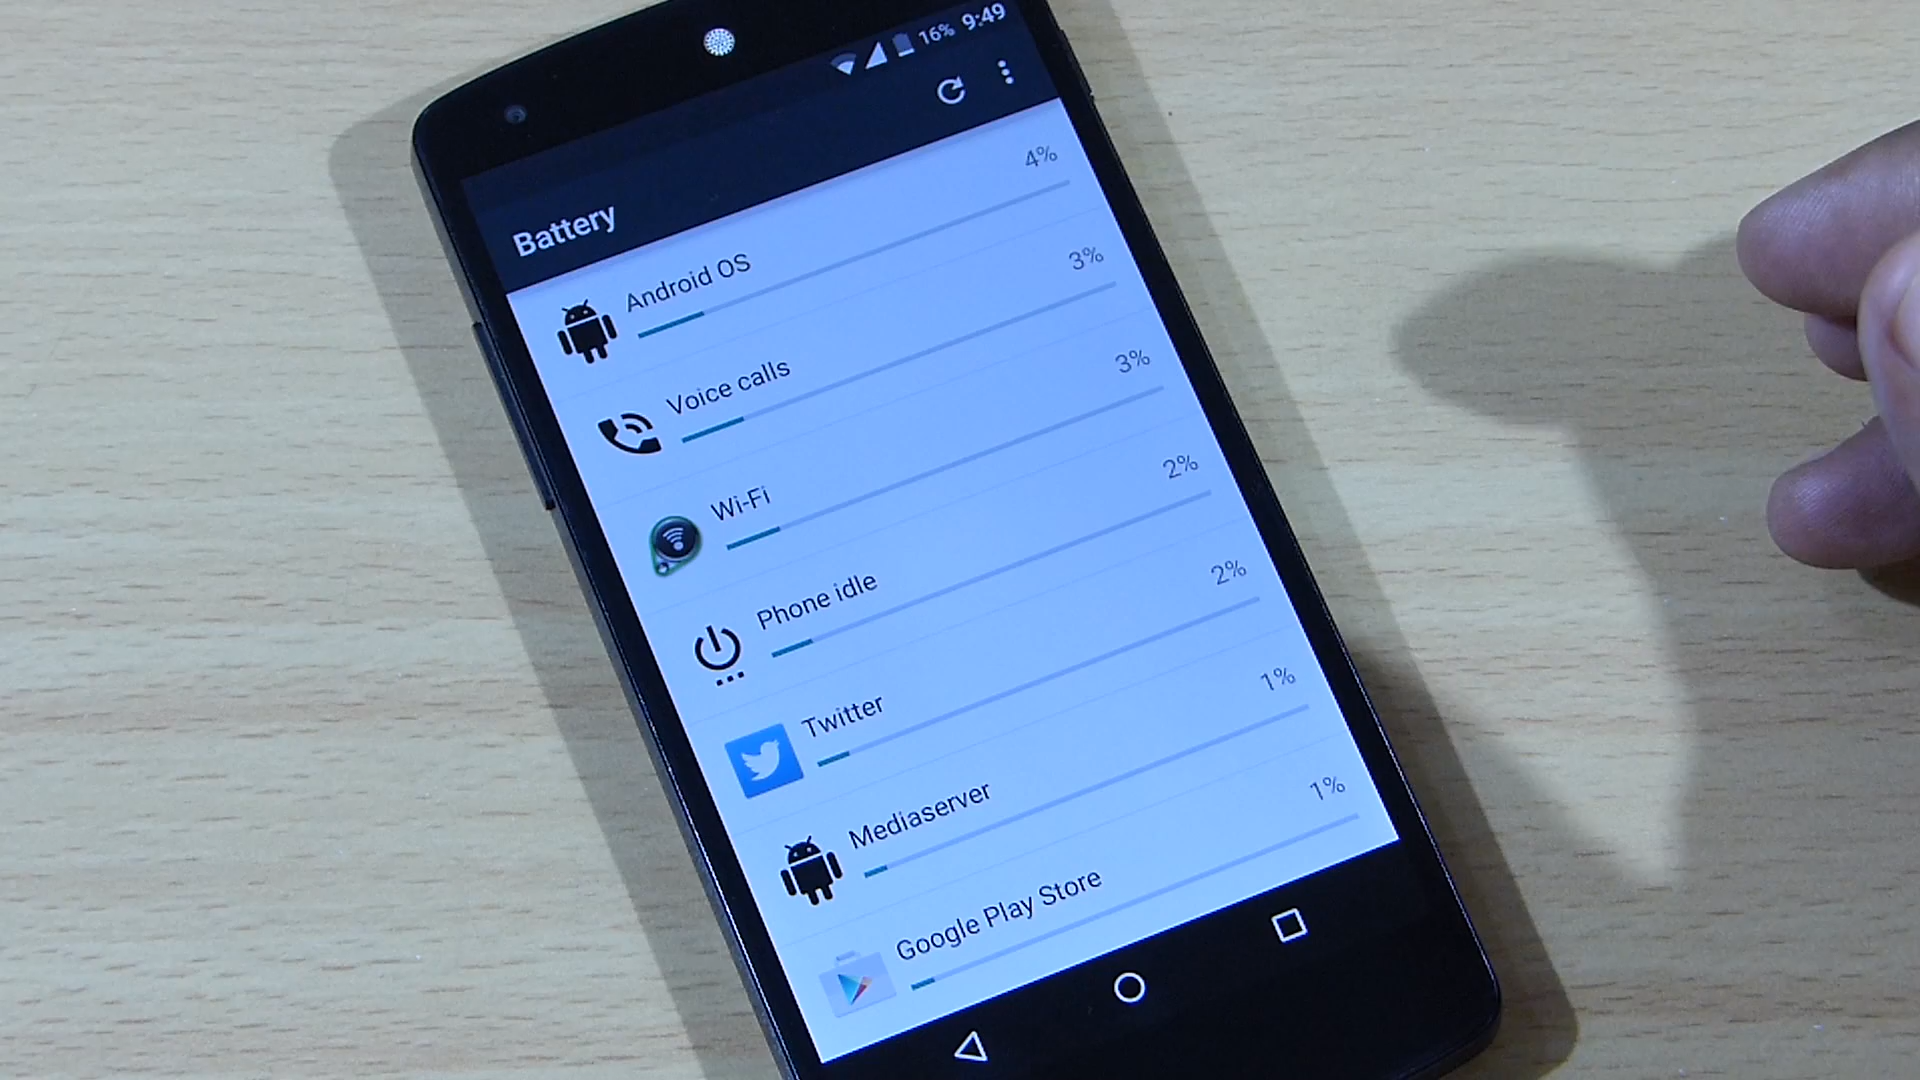 16% 9:49
Battery
Android OS 4%
Voice calls 3%
Wi-Fi 3%
Phone idle 2%
Twitter 2%
Mediaserver 1%
Google Play Store 1%